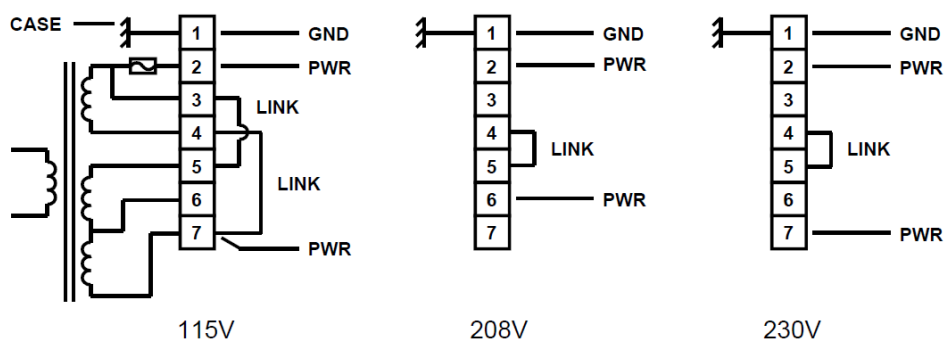 CASE
1 GND
2 PWR
3
LINK
4
5
LINK
6
7
PWR
115V
1 GND
2 PWR
3
4
LINK
5
6 PWR
7
208V
1 GND
2 PWR
3
4
LINK
5
6
7 PWR
230V